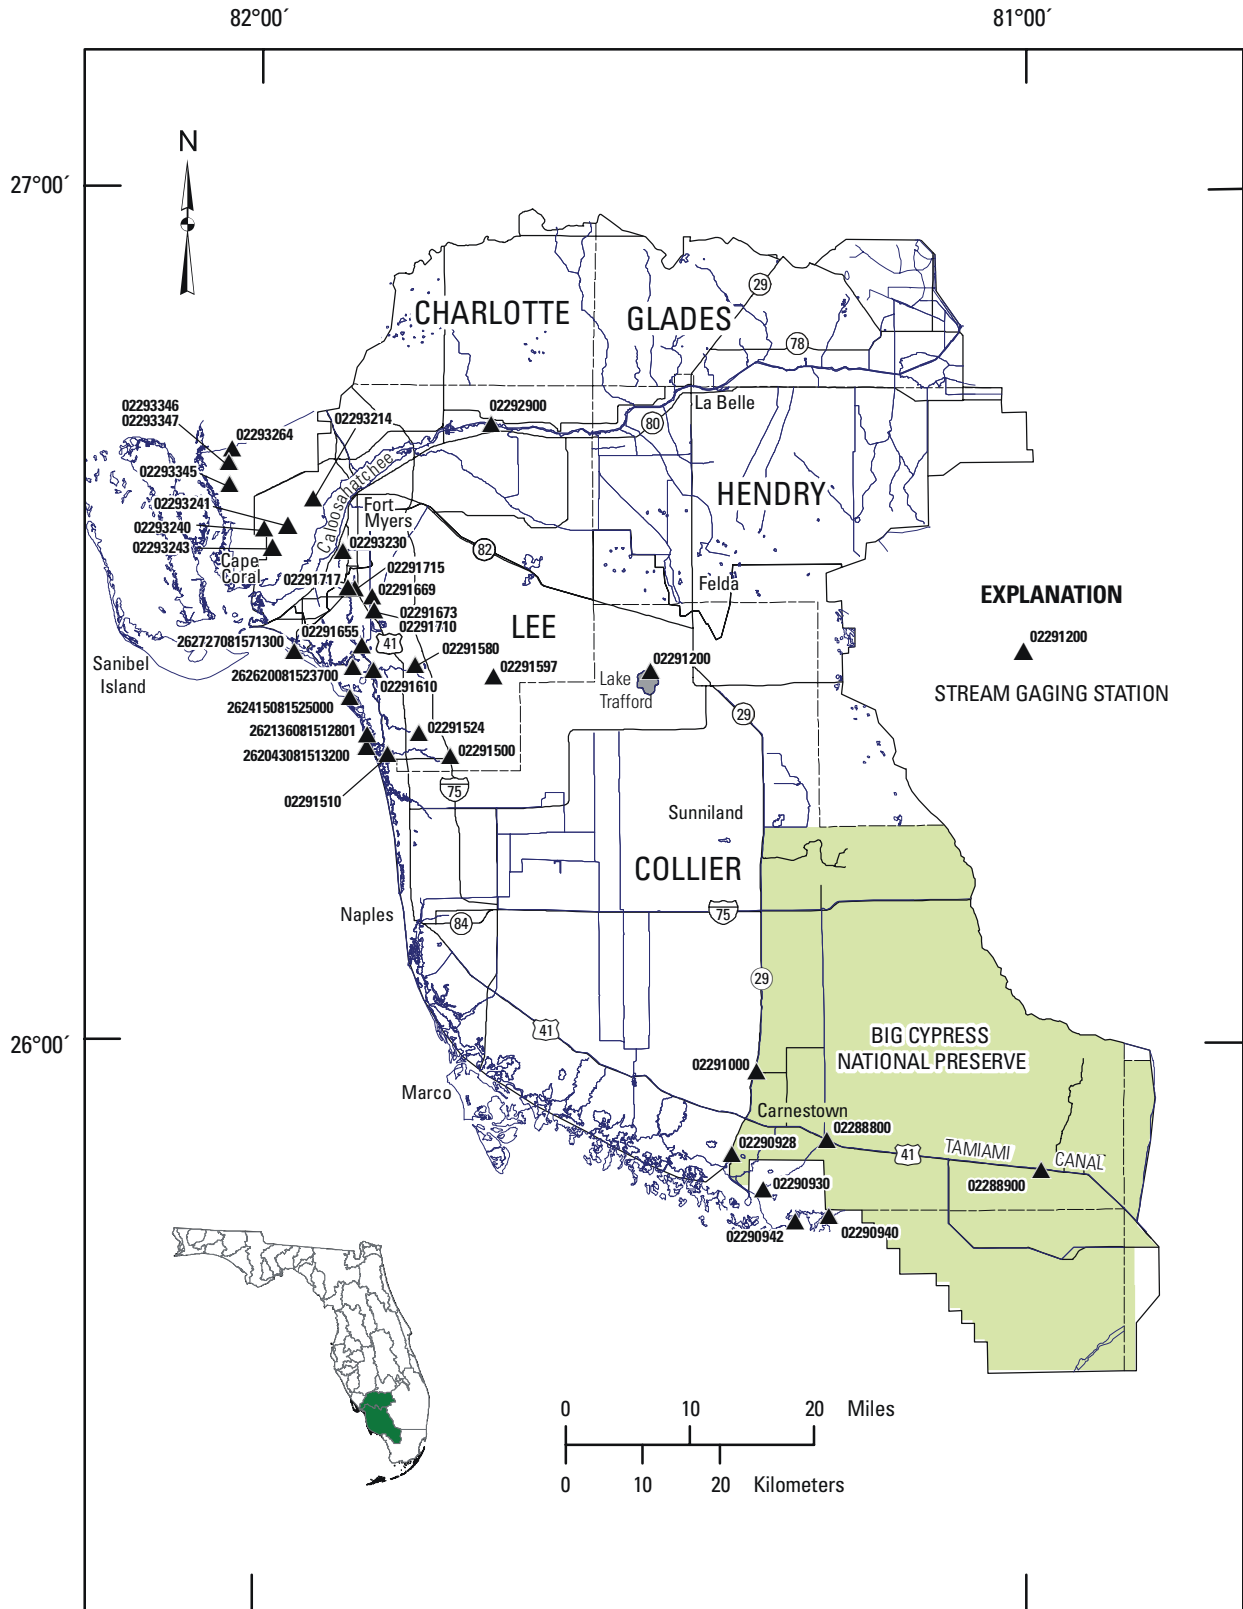 82°00´
81°00´
N
27°00´
CHARLOTTE
GLADES
29
78
La Belle
80
02293346
02293347
02293264
02293214
02292900
02293345
Caloosahatchee
02293241
02293240
02293243
Fort
Myers
HENDRY
02293230
Cape
Coral
82
02291717
02291715
02291669
02291673
02291710
Felda
EXPLANATION
02291200
STREAM GAGING STATION
LEE
02291655
262727081571300
41
02291580
02291597
02291200
Lake
Trafford
Sanibel
Island
262620081523700
02291610
262415081525000
29
02291524
262136081512801
262043081513200
02291500
02291510
75
Sunniland
COLLIER
Naples
84
75
29
26°00´
41
BIG CYPRESS
NATIONAL PRESERVE
02291000
Marco
Carnestown
02288800
02290928
41
TAMIAMI
CANAL
02288900
02290930
02290942
02290940
0
10
20
Miles
0
10
20
Kilometers